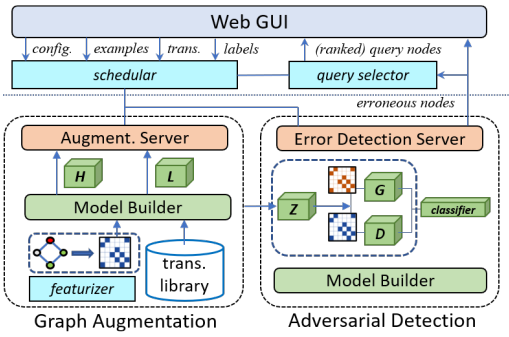 Web GUI
config. examples trans. labels (ranked) query nodes
schedular query selector
erroneous nodes
Augment. Server Error Detection Server
H L
G
Z
classifier
Model Builder
D
trans.
library
featurizer
Model Builder
Graph Augmentation Adversarial Detection